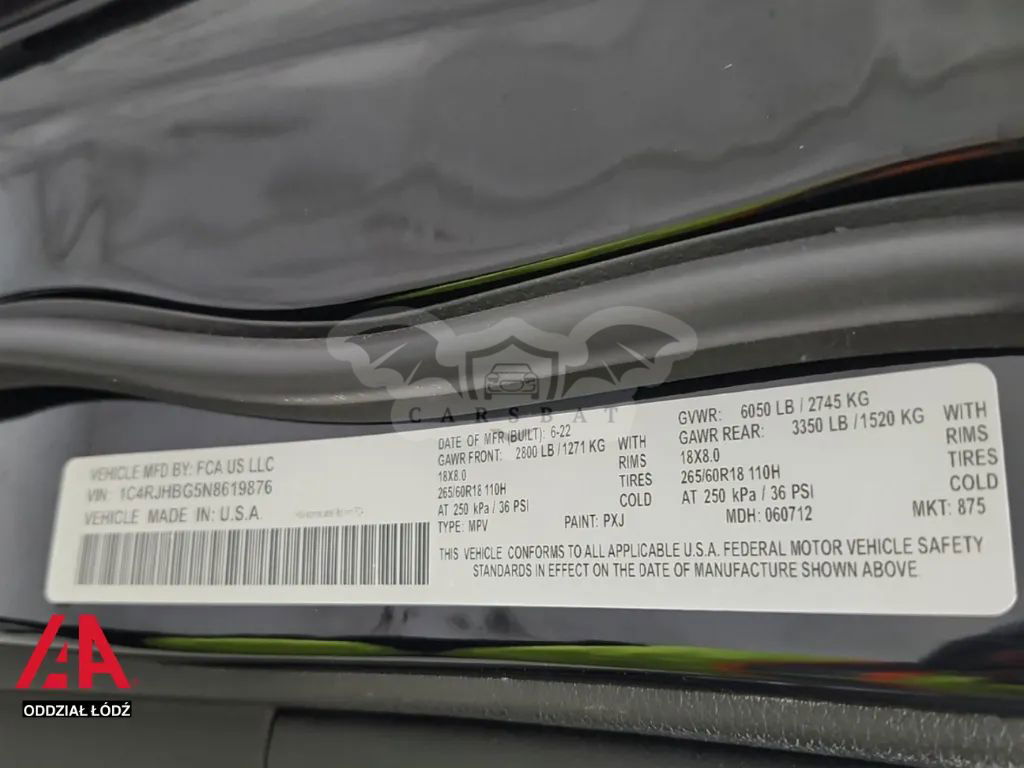 CARSBAT
VEHICLE MFD BY: FCA US LLC
VIN: 1C4RJHBG5N8619876
VEHICLE MADE IN: U.S.A.
DATE OF MFR (BUILT): 6-22
GAWR FRONT: 2800 LB / 1271 KG WITH
18X8.0 RIMS
265/60R18 110H TIRES
AT 250 kPa / 36 PSI COLD
TYPE: MPV PAINT: PXJ
GVWR: 6050 LB / 2745 KG
GAWR REAR: 3350 LB / 1520 KG WITH
18X8.0 RIMS
265/60R18 110H TIRES
AT 250 kPa / 36 PSI COLD
MDH: 060712 MKT: 875
THIS VEHICLE CONFORMS TO ALL APPLICABLE U.S.A. FEDERAL MOTOR VEHICLE SAFETY
STANDARDS IN EFFECT ON THE DATE OF MANUFACTURE SHOWN ABOVE.
ODDZIAŁ ŁÓDŹ